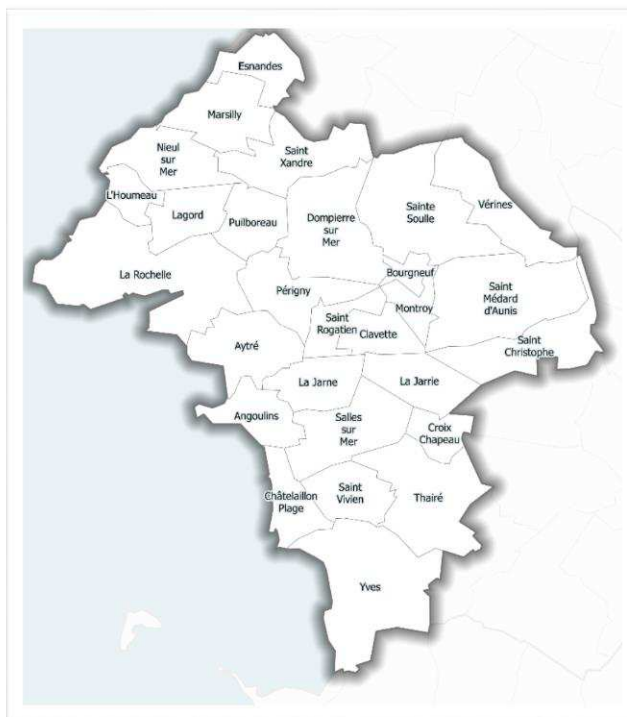 Esnandes
Marsilly
Nieul
sur
Mer
Saint
Xandre
L'Houmeau
Lagord
Puilboreau
Dompierre
sur
Mer
Sainte
Soulle
Vérines
La Rochelle
Périgny
Bourgneuf
Saint
Médard
d'Aunis
Montroy
Saint
Rogatien
Clavette
Saint
Christophe
Aytré
La Jarne
La Jarrie
Angoulins
Salles
sur
Mer
Croix
Chapeau
Châtelaillon
Plage
Saint
Vivien
Thairé
Yves